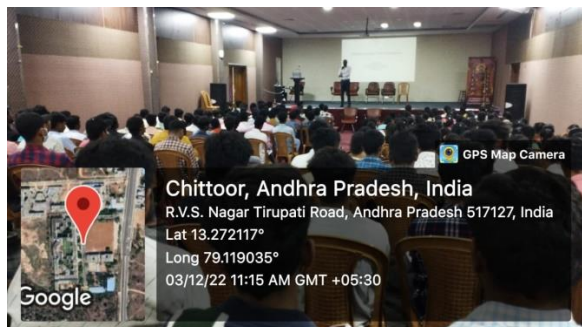 GPS Map Camera
Chittoor, Andhra Pradesh, India
R.V.S. Nagar Tirupati Road, Andhra Pradesh 517127, India
Lat 13.272117°
Long 79.119035°
03/12/22 11:15 AM GMT +05:30
Google